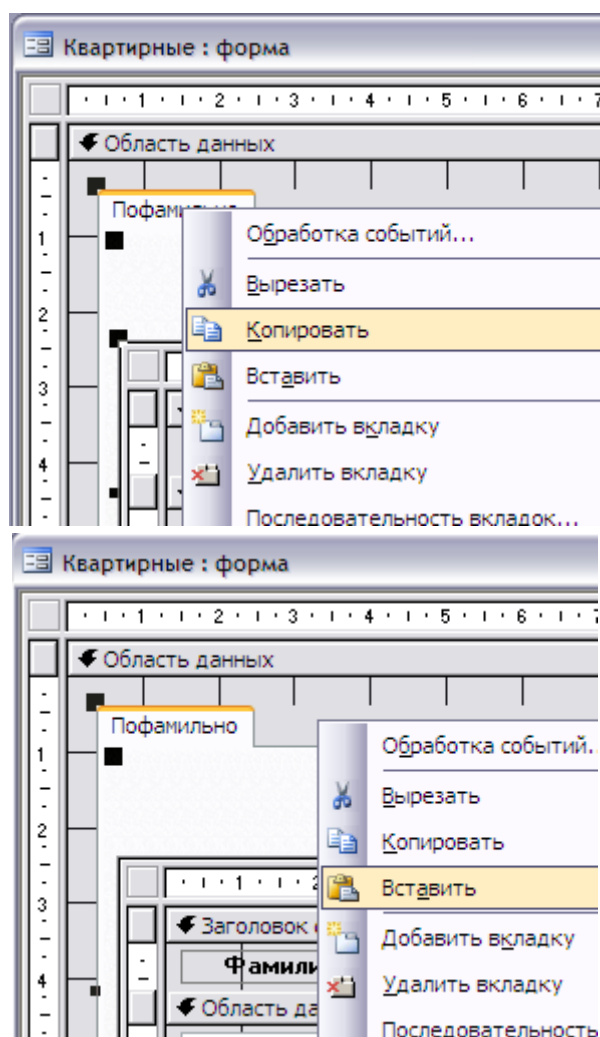 Квартирные : форма
1 2 3 4 5 6 7
Область данных
Обработка событий...
1
Вырезать
2
Копировать
Вставить
3
Добавить вкладку
4
Удалить вкладку
Последовательность вкладок...
Квартирные : форма
1 2 3 4 5 6 7
Область данных
Пофамильно
Обработка событий.
1
Вырезать
2
Копировать
1
Вставить
3
Заголовок
Добавить вкладку
4
Удалить вкладку
Область да
Последовательность